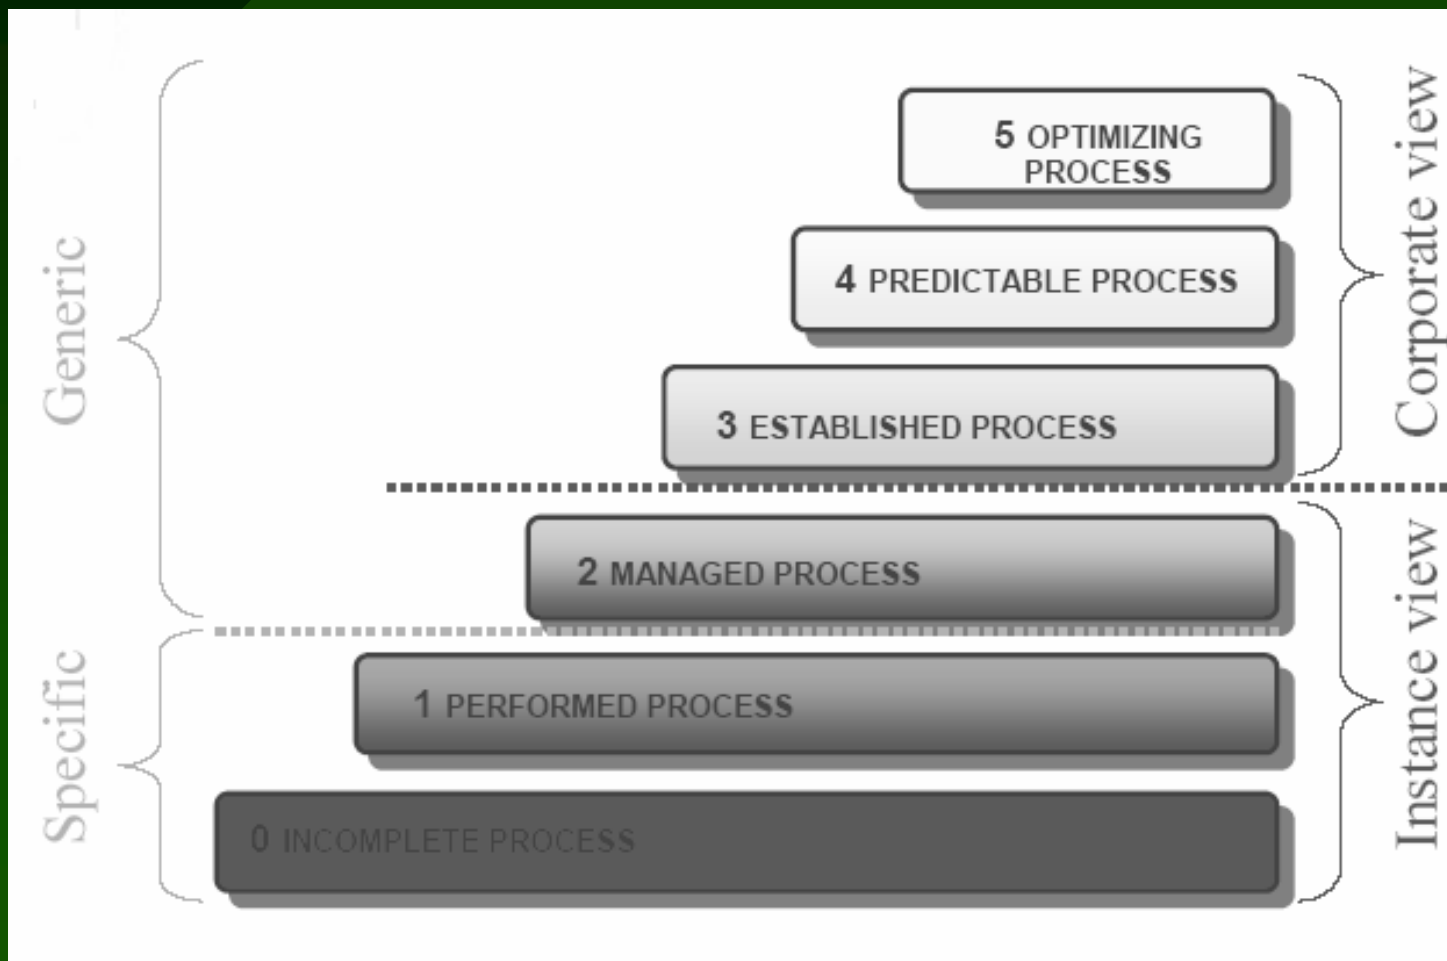 Generic
Specific
5 OPTIMIZING
PROCESS
4 PREDICTABLE PROCESS
3 ESTABLISHED PROCESS
2 MANAGED PROCESS
1 PERFORMED PROCESS
0 INCOMPLETE PROCESS
Corporate view
Instance view